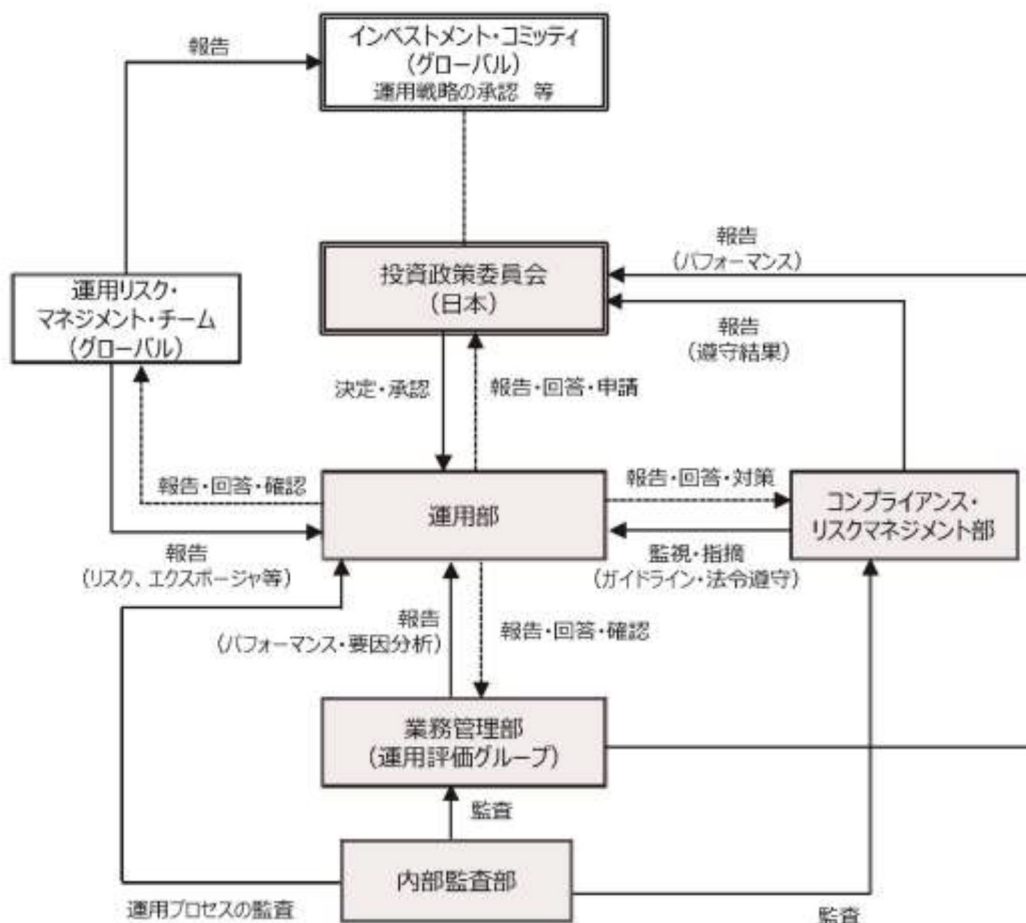 インベストメント・コミッティ
(グローバル)
運用戦略の承認 等
報告
報告
(パフォーマンス)
投資政策委員会
(日本)
運用リスク・
マネジメント・チーム
(グローバル)
報告
(遵守結果)
決定・承認
報告・回答・申請
報告・回答・確認
運用部
報告・回答・対策
コンプライアンス・
リスクマネジメント部
報告
(リスク、エクスポージャ等)
監視・指摘
(ガイドライン・法令遵守)
報告
(パフォーマンス・要因分析)
報告・回答・確認
業務管理部
(運用評価グループ)
監査
内部監査部
運用プロセスの監査
監査